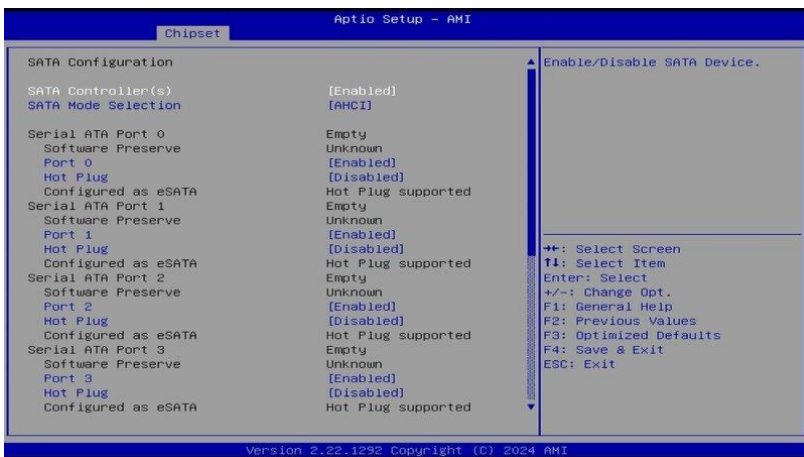 Aptio Setup – AMI
Chipset
SATA Configuration
SATA Controller(s) [Enabled]
SATA Mode Selection [AHCI]
Serial ATA Port 0 Empty
Software Preserve Unknown
Port 0 [Enabled]
Hot Plug [Disabled]
Configured as eSATA Hot Plug supported
Serial ATA Port 1 Empty
Software Preserve Unknown
Port 1 [Enabled]
Hot Plug [Disabled]
Configured as eSATA Hot Plug supported
Serial ATA Port 2 Empty
Software Preserve Unknown
Port 2 [Enabled]
Hot Plug [Disabled]
Configured as eSATA Hot Plug supported
Serial ATA Port 3 Empty
Software Preserve Unknown
Port 3 [Enabled]
Hot Plug [Disabled]
Configured as eSATA Hot Plug supported
Enable/Disable SATA Device.
→←: Select Screen
↑↓: Select Item
Enter: Select
+/-: Change Opt.
F1: General Help
F2: Previous Values
F3: Optimized Defaults
F4: Save & Exit
ESC: Exit
Version 2.22.1292 Copyright (C) 2024 AMI